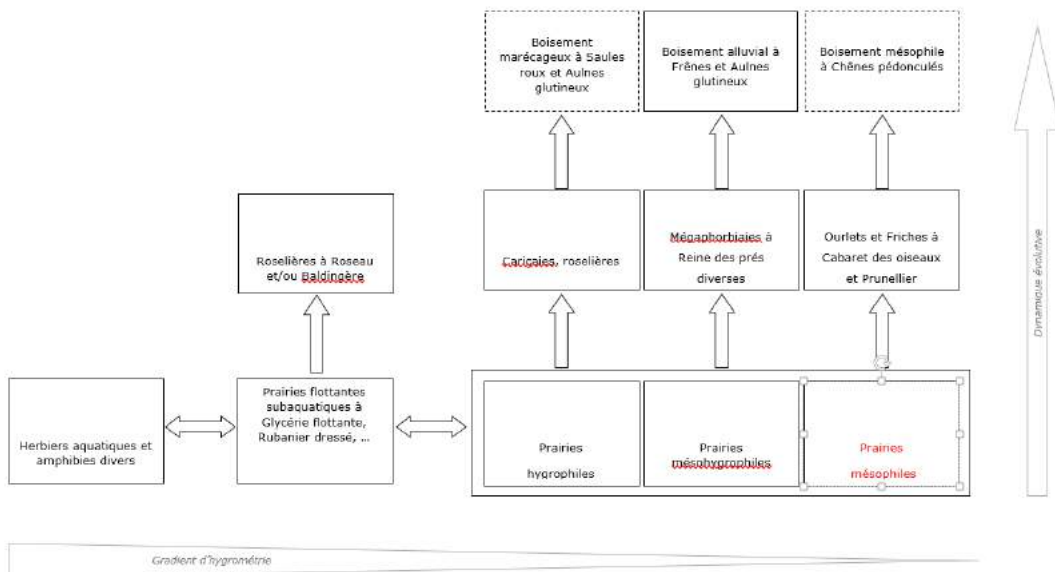 Boisement
marécageux à Saules
roux et Aulnes
glutineux
Boisement alluvial à
Frênes et Aulnes
glutineux
Boisement mésophile
à Chênes pédonculés
Roselières à Roseau
et/ou Baldingère
Cariçaies, roselières
Mégaphorbiaies à
Reine des prés
diverses
Ourlets et Friches à
Cabaret des oiseaux
et Prunellier
Dynamique évolutive
Herbiers aquatiques et
amphibies divers
Prairies flottantes
subaquatiques à
Glycérie flottante,
Rubanier dressé, ...
Prairies
hygrophiles
Prairies
mésohygrophiles
Prairies
mésophiles
Gradient d'hygrométrie